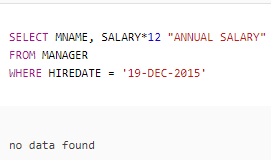 SELECT MNAME, SALARY*12 "ANNUAL SALARY"
FROM MANAGER
WHERE HIREDATE = '19-DEC-2015'
no data found